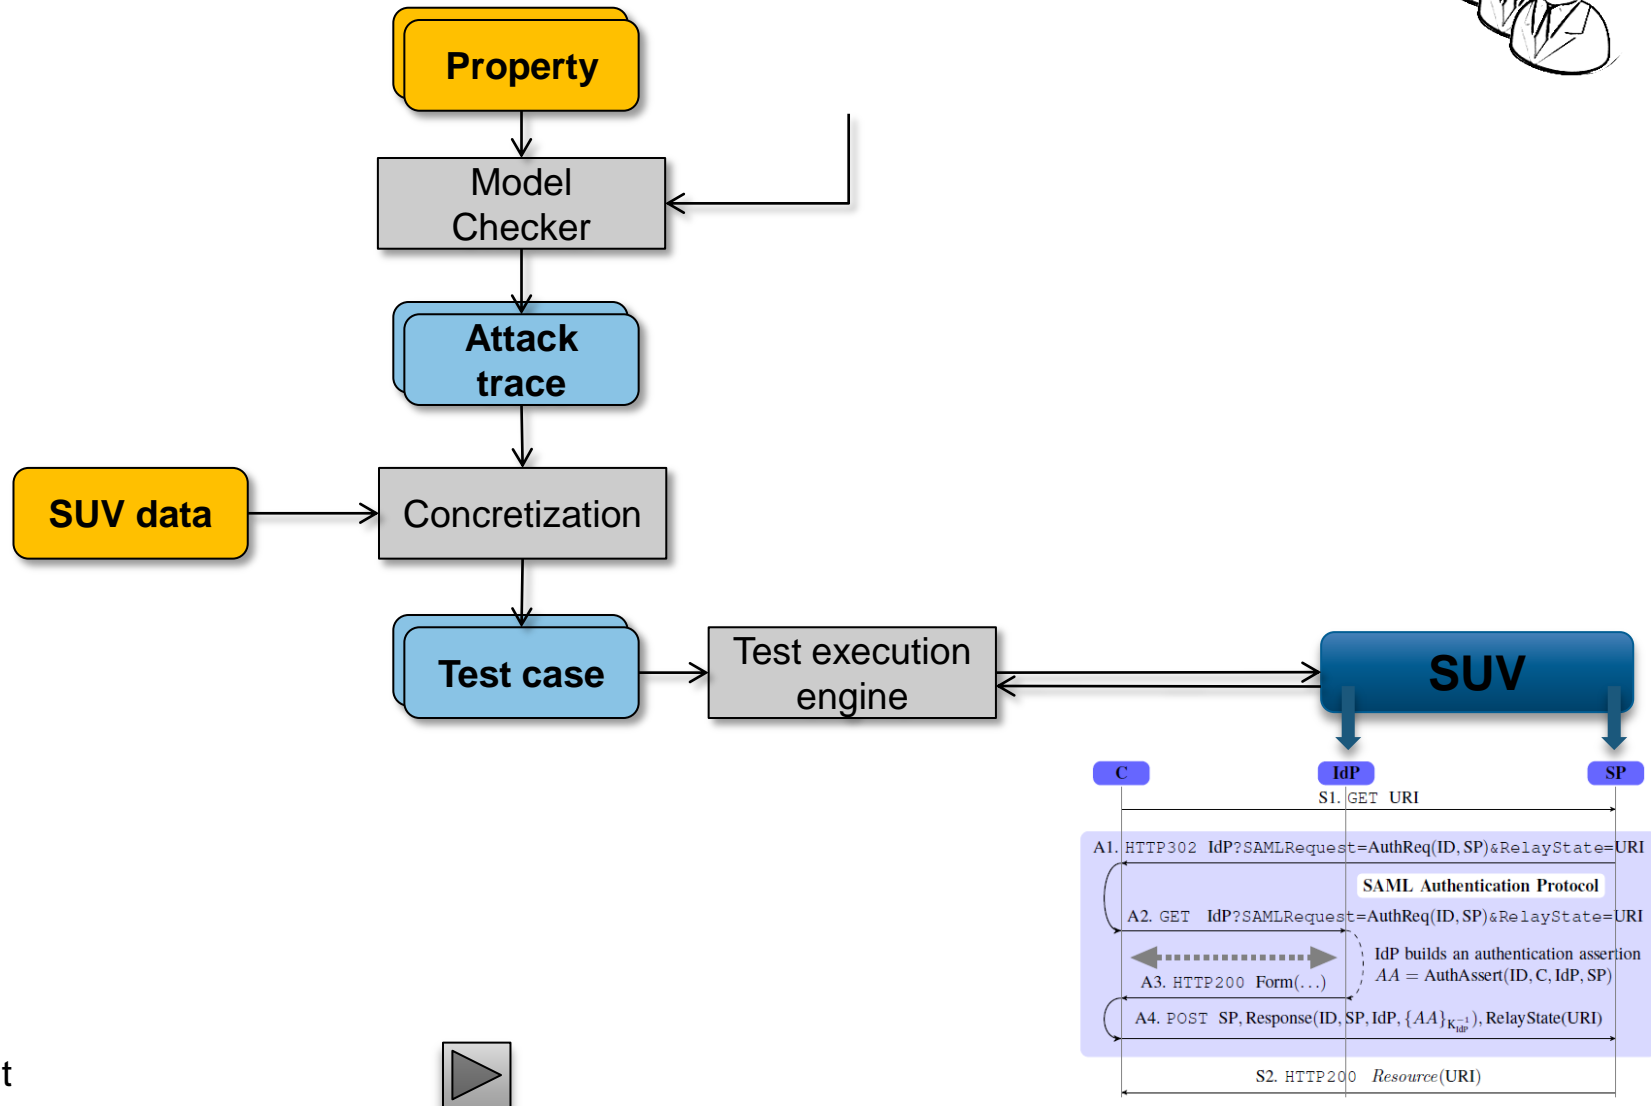 Property
Model
Checker
Attack
trace
SUV data
Concretization
Test case
Test execution
engine
SUV
C
IdP
SP
S1. GET URI
A1. HTTP302 IdP?SAMLRequest=AuthReq(ID, SP)&RelayState=URI
SAML Authentication Protocol
A2. GET IdP?SAMLRequest=AuthReq(ID, SP)&RelayState=URI
IdP builds an authentication assertion
AA = AuthAssert(ID, C, IdP, SP)
A3. HTTP200 Form(...)
A4. POST SP, Response(ID, SP, IdP, {AA}_{K_{IdP}^{-1}}), RelayState(URI)
S2. HTTP200 Resource(URI)
t